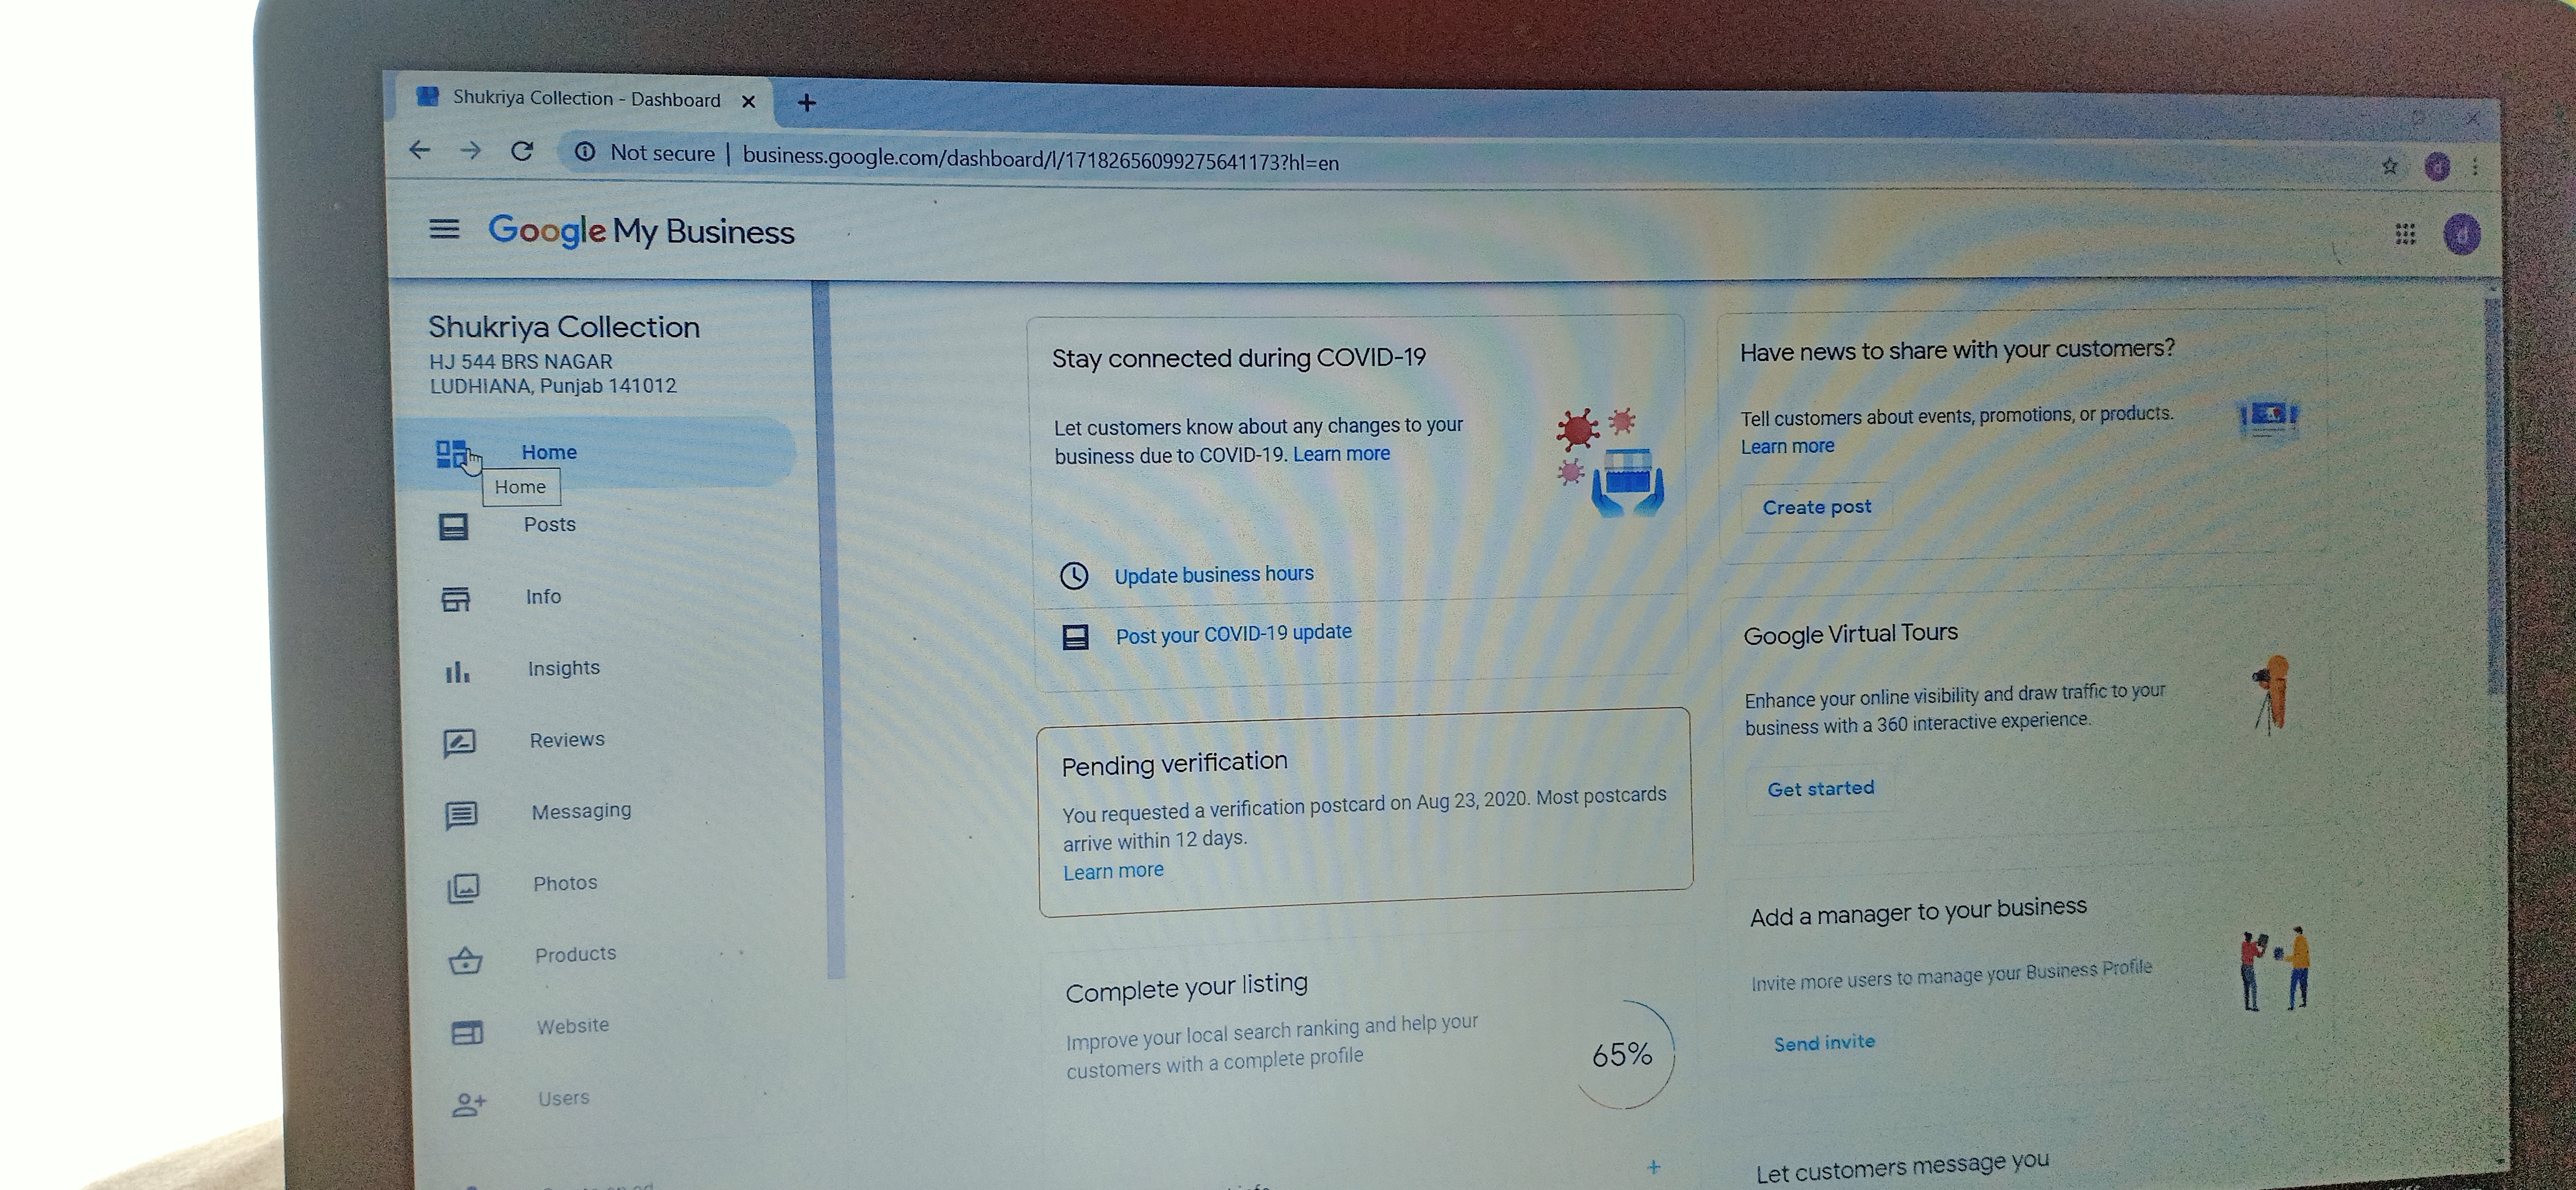 Shukriya Collection - Dashboard
Not secure | business.google.com/dashboard/l/17182656099275641173?hl=en
Google My Business
d
Shukriya Collection
HJ 544 BRS NAGAR
LUDHIANA, Punjab 141012
Home
Home
Posts
Info
Insights
Reviews
Messaging
Photos
Products
Website
Users
Stay connected during COVID-19
Let customers know about any changes to your
business due to COVID-19. Learn more
Update business hours
Post your COVID-19 update
Pending verification
You requested a verification postcard on Aug 23, 2020. Most postcards
arrive within 12 days.
Learn more
Complete your listing
Improve your local search ranking and help your
customers with a complete profile
65%
Have news to share with your customers?
Tell customers about events, promotions, or products.
Learn more
Create post
Google Virtual Tours
Enhance your online visibility and draw traffic to your
business with a 360 interactive experience.
Get started
Add a manager to your business
Invite more users to manage your Business Profile
Send invite
Let customers message you